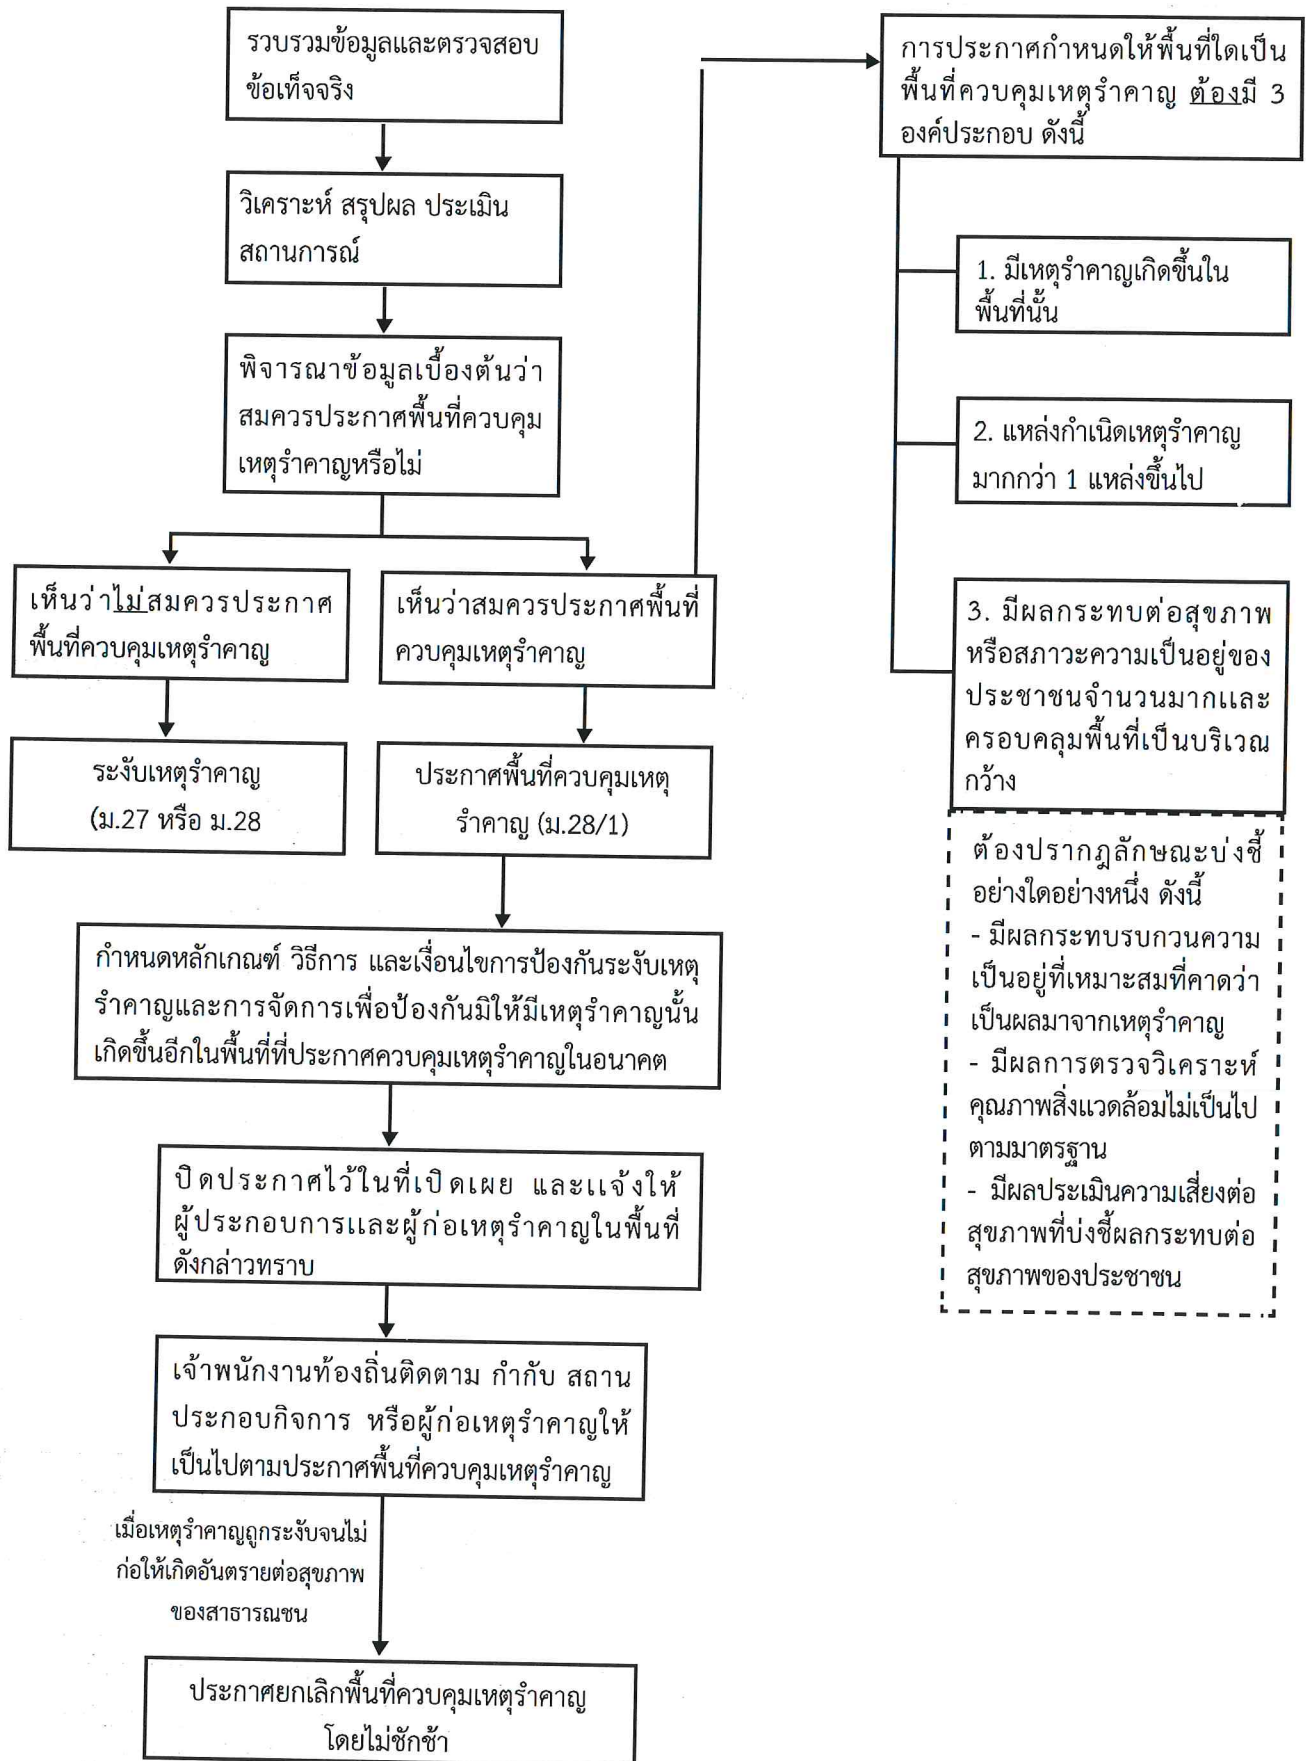 รวบรวมข้อมูลและตรวจสอบ
ข้อเท็จจริง
วิเคราะห์ สรุปผล ประเมิน
สถานการณ์
พิจารณาข้อมูลเบื้องต้นว่า
สมควรประกาศพื้นที่ควบคุม
เหตุรำคาญหรือไม่
เห็นว่าไม่สมควรประกาศ
พื้นที่ควบคุมเหตุรำคาญ
เห็นว่าสมควรประกาศพื้นที่
ควบคุมเหตุรำคาญ
ระงับเหตุรำคาญ
(ม.27 หรือ ม.28
ประกาศพื้นที่ควบคุมเหตุ
รำคาญ (ม.28/1)
กำหนดหลักเกณฑ์ วิธีการ และเงื่อนไขการป้องกันระงับเหตุ
รำคาญและการจัดการเพื่อป้องกันมิให้มีเหตุรำคาญนั้น
เกิดขึ้นอีกในพื้นที่ที่ประกาศควบคุมเหตุรำคาญในอนาคต
ปิดประกาศไว้ในที่เปิดเผย และแจ้งให้
ผู้ประกอบการและผู้ก่อเหตุรำคาญในพื้นที่
ดังกล่าวทราบ
เจ้าพนักงานท้องถิ่นติดตาม กำกับ สถาน
ประกอบกิจการ หรือผู้ก่อเหตุรำคาญให้
เป็นไปตามประกาศพื้นที่ควบคุมเหตุรำคาญ
เมื่อเหตุรำคาญถูกระงับจนไม่
ก่อให้เกิดอันตรายต่อสุขภาพ
ของสาธารณชน
ประกาศยกเลิกพื้นที่ควบคุมเหตุรำคาญ
โดยไม่ชักช้า
การประกาศกำหนดให้พื้นที่ใดเป็น
พื้นที่ควบคุมเหตุรำคาญ ต้องมี 3
องค์ประกอบ ดังนี้
1. มีเหตุรำคาญเกิดขึ้นใน
พื้นที่นั้น
2. แหล่งกำเนิดเหตุรำคาญ
มากกว่า 1 แหล่งขึ้นไป
3. มีผลกระทบต่อสุขภาพ
หรือสภาวะความเป็นอยู่ของ
ประชาชนจำนวนมากและ
ครอบคลุมพื้นที่เป็นบริเวณ
กว้าง
ต้องปรากฏลักษณะบ่งชี้
อย่างใดอย่างหนึ่ง ดังนี้
- มีผลกระทบรบกวนความ
เป็นอยู่ที่เหมาะสมที่คาดว่า
เป็นผลมาจากเหตุรำคาญ
- มีผลการตรวจวิเคราะห์
คุณภาพสิ่งแวดล้อมไม่เป็นไป
ตามมาตรฐาน
- มีผลประเมินความเสี่ยงต่อ
สุขภาพที่บ่งชี้ผลกระทบต่อ
สุขภาพของประชาชน